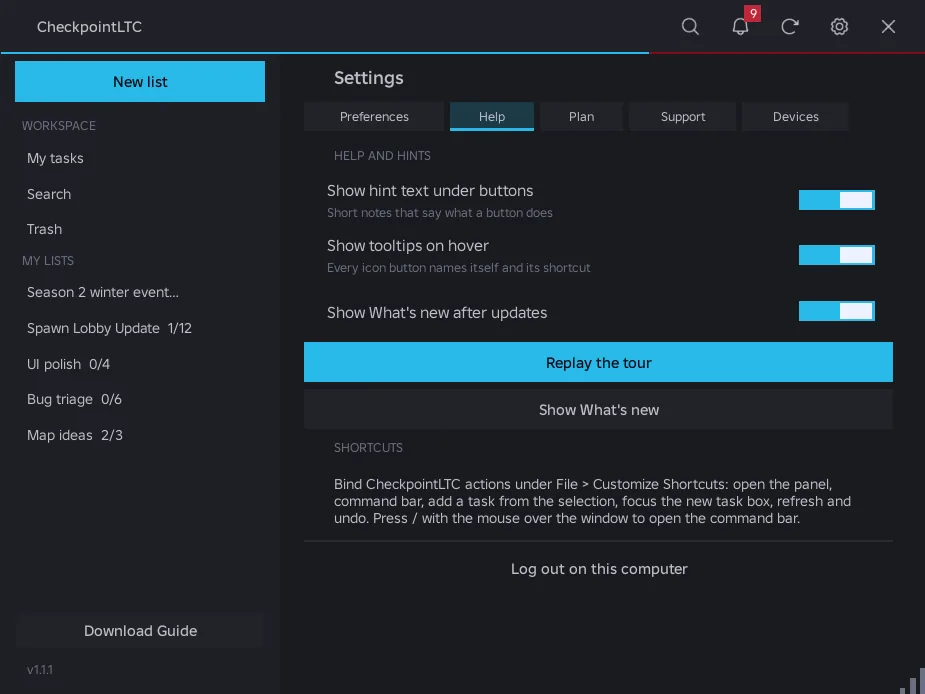 CheckpointLTC
9
New list
WORKSPACE
My tasks
Search
Trash
MY LISTS
Season 2 winter event...
Spawn Lobby Update 1/12
UI polish 0/4
Bug triage 0/6
Map ideas 2/3
Download Guide
v1.1.1
Settings
Preferences
Help
Plan
Support
Devices
HELP AND HINTS
Show hint text under buttons
Short notes that say what a button does
Show tooltips on hover
Every icon button names itself and its shortcut
Show What's new after updates
Replay the tour
Show What's new
SHORTCUTS
Bind CheckpointLTC actions under File > Customize Shortcuts: open the panel,
command bar, add a task from the selection, focus the new task box, refresh and
undo. Press / with the mouse over the window to open the command bar.
Log out on this computer